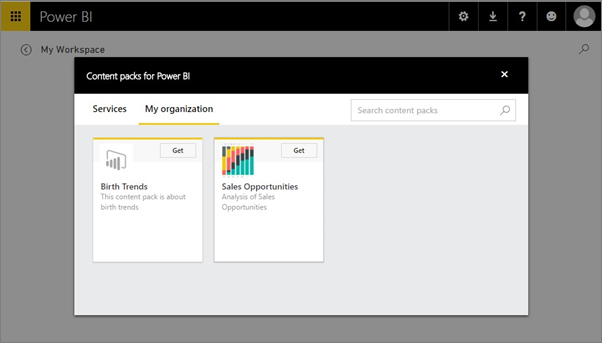 Power BI
?
My Workspace
Content packs for Power BI
Services My organization
Search content packs
Get
Birth Trends
This content pack is about
birth trends
Get
Sales Opportunities
Analysis of Sales
Opportunities